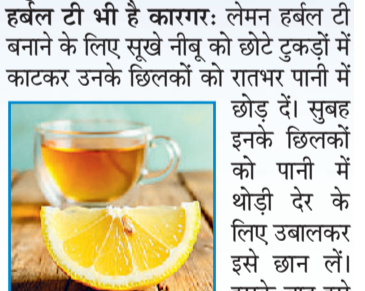 हर्बल टी भी है कारगर: लेमन हर्बल टी
बनाने के लिए सूखे नीबू को छोटे टुकड़ों में
काटकर उनके छिलकों को रातभर पानी में
छोड़ दें। सुबह
इनके छिलकों
को पानी में
थोड़ी देर के
लिए उबालकर
इसे छान लें।